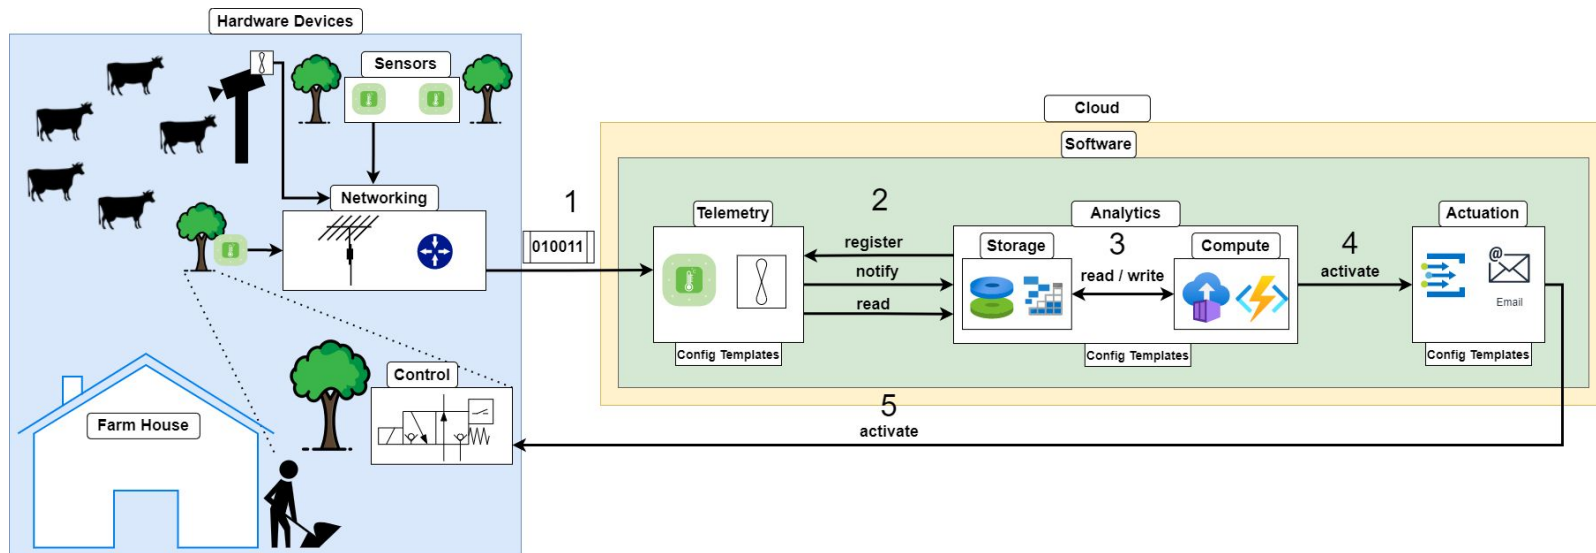 Hardware Devices
Sensors
Cloud
Software
Networking
1
010011
Telemetry
2
register
notify
read
Config Templates
Analytics
Storage
3
read / write
Compute
Config Templates
4
activate
Actuation
@
Email
Config Templates
Control
5
activate
Farm House